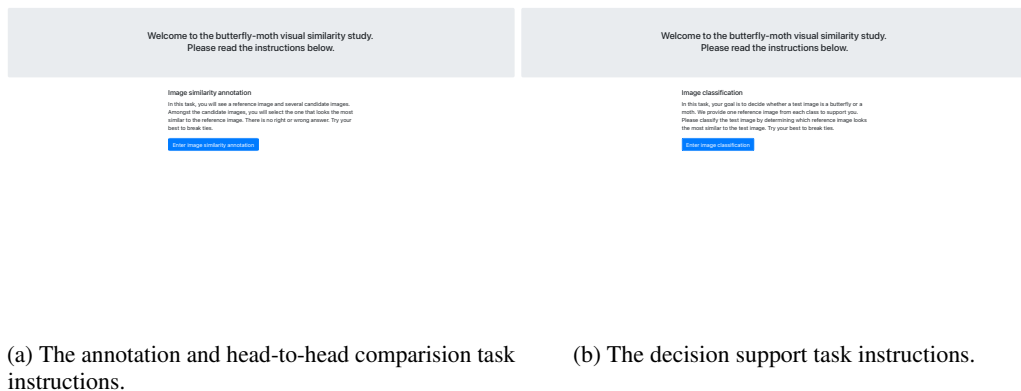 Welcome to the butterfly-moth visual similarity study.
Please read the instructions below.
Image similarity annotation
In this task, you will see a reference image and several candidate images.
Amongst the candidate images, you will select the one that looks the most
similar to the reference image. There is no right or wrong answer. Try your
best to break ties.
Enter image similarity annotation
(a) The annotation and head-to-head comparision task
instructions.
Welcome to the butterfly-moth visual similarity study.
Please read the instructions below.
Image classification
In this task, your goal is to decide whether a test image is a butterfly or a
moth. We provide one reference image from each class to support you.
Please classify the test image by determining which reference image looks
the most similar to the test image. Try your best to break ties.
Enter image classification
(b) The decision support task instructions.